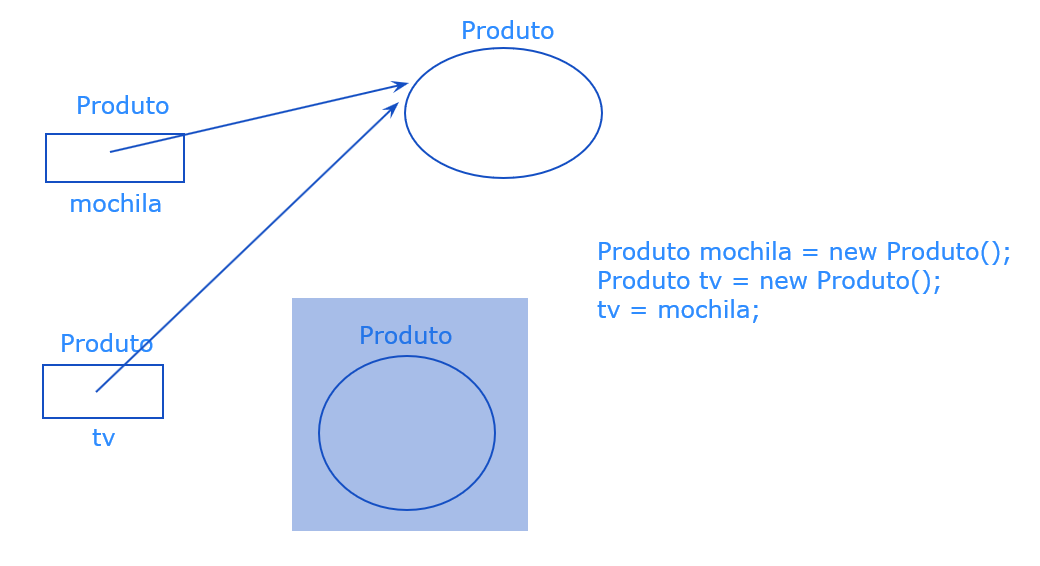 Produto
Produto
mochila
Produto mochila = new Produto();
Produto tv = new Produto();
tv = mochila;
Produto
Produto
tv